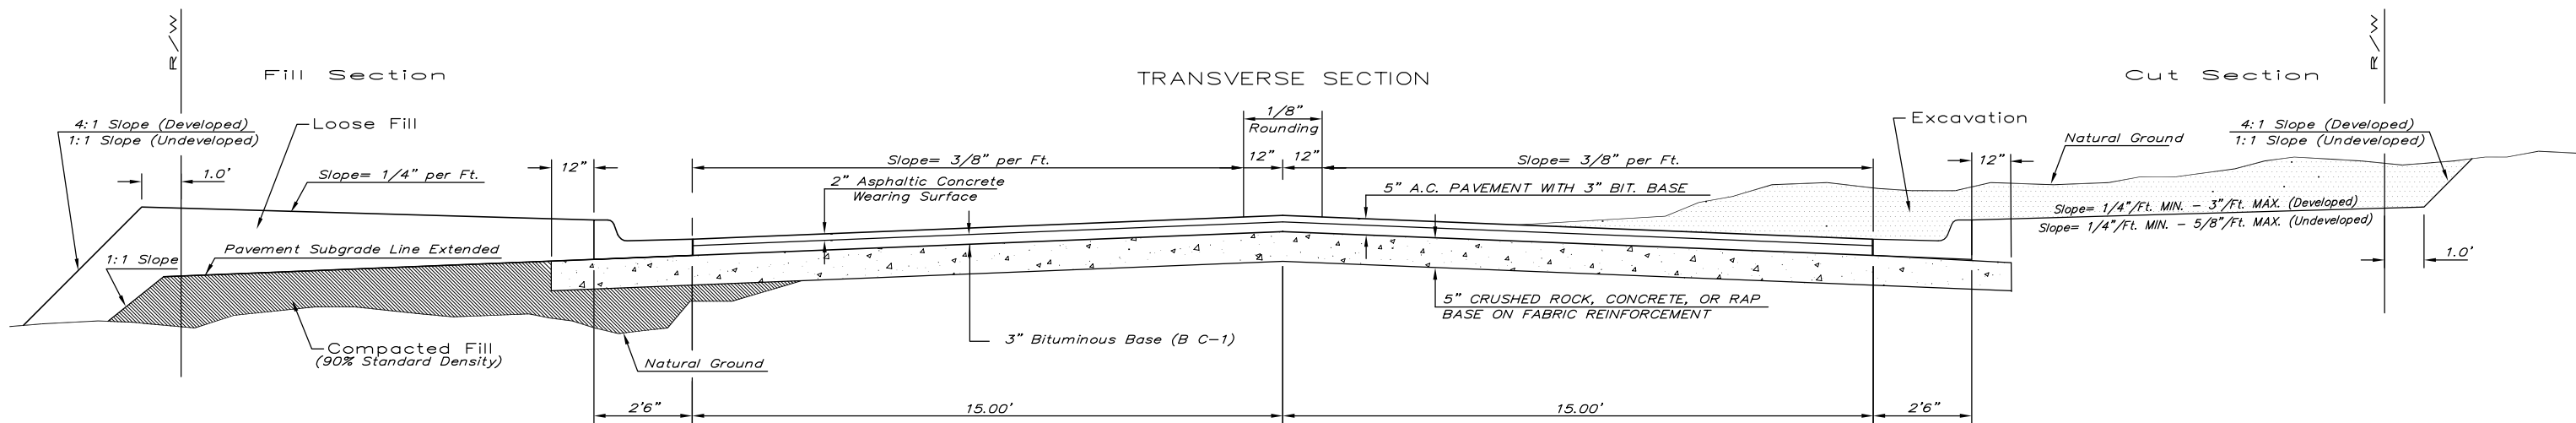 R/W
Fill Section
TRANSVERSE SECTION
Cut Section
R/W
4:1 Slope (Developed)
1:1 Slope (Undeveloped)
Loose Fill
1/8"
Rounding
Excavation
Natural Ground
4:1 Slope (Developed)
1:1 Slope (Undeveloped)
1.0'
Slope= 1/4" per Ft.
12"
Slope= 3/8" per Ft.
12"
12"
Slope= 3/8" per Ft.
12"
2" Asphaltic Concrete
Wearing Surface
5" A.C. PAVEMENT WITH 3" BIT. BASE
Slope= 1/4"/Ft. MIN. - 3"/Ft. MAX. (Developed)
Slope= 1/4"/Ft. MIN - 5/8"/Ft. MAX. (Undeveloped)
Pavement Subgrade Line Extended
1:1 Slope
1.0'
5" CRUSHED ROCK, CONCRETE, OR RAP
BASE ON FABRIC REINFORCEMENT
3" Bituminous Base (B C-1)
Compacted Fill
(90% Standard Density)
Natural Ground
2'6"
15.00'
15.00'
2'6"